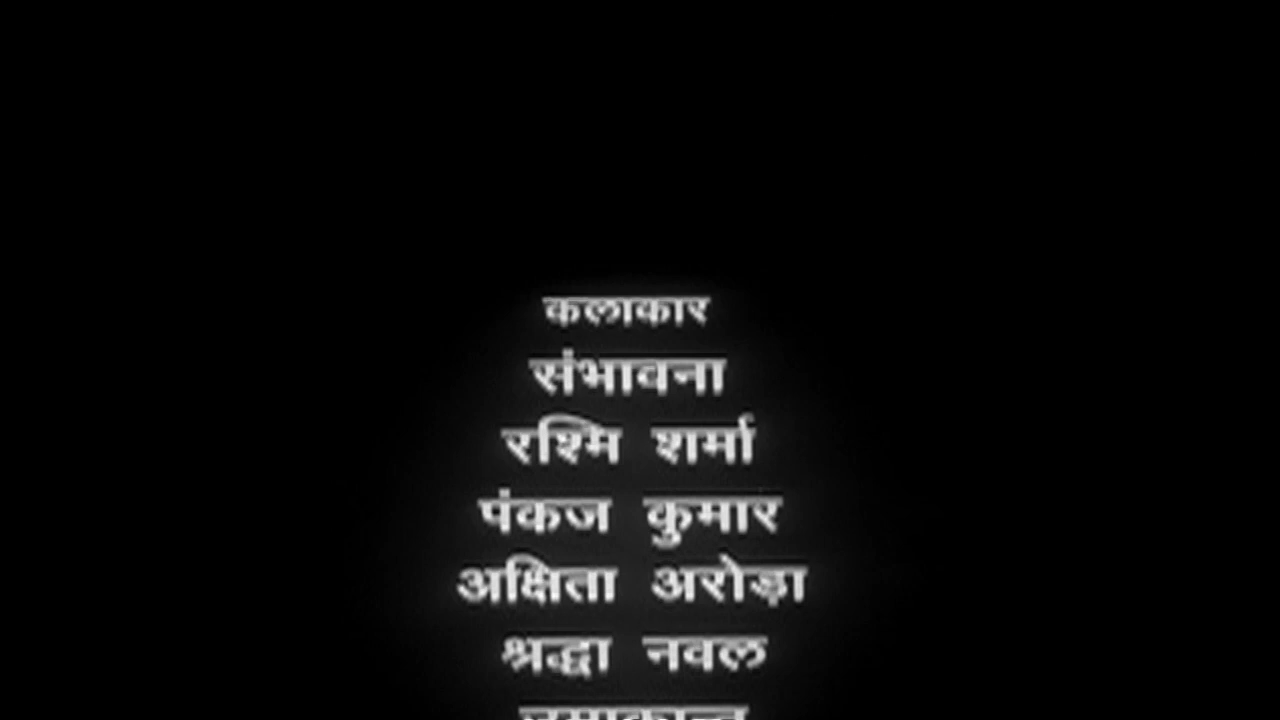 कलाकार
संभावना
रश्मि शर्मा
पंकज कुमार
अक्षिता अरोड़ा
श्रद्धा नवल